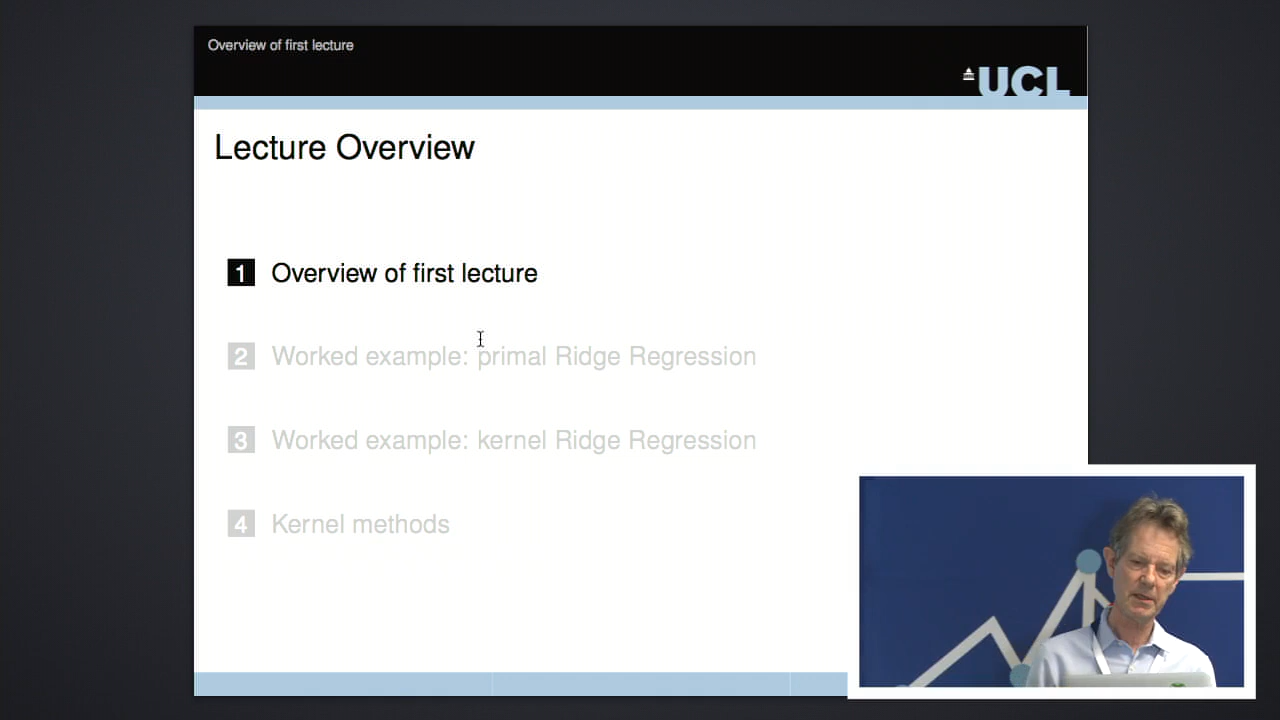 Overview of first lecture
UCL
Lecture Overview
1 Overview of first lecture
2 Worked example: primal Ridge Regression
3 Worked example: kernel Ridge Regression
4 Kernel methods